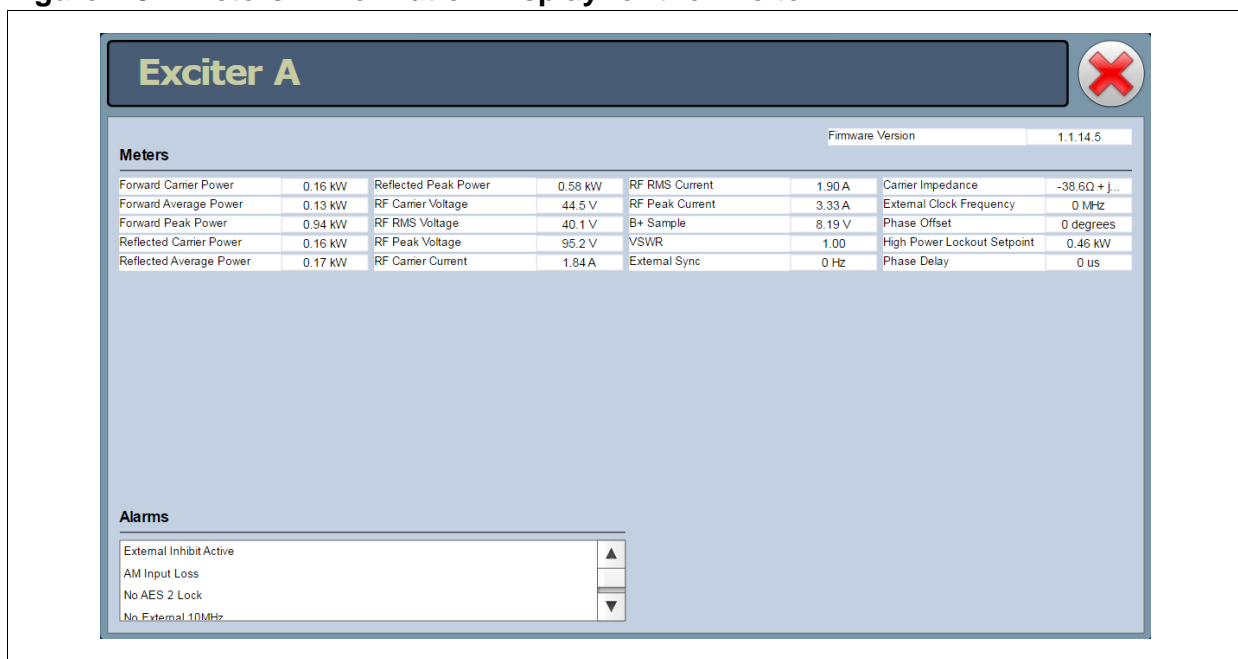 Exciter A
Firmware Version 1.1.14.5
Meters
Forward Carrier Power 0.16 kW Reflected Peak Power 0.58 kW RF RMS Current 1.90 A Carrier Impedance -38.6Ω + j...
Forward Average Power 0.13 kW RF Carrier Voltage 44.5 V RF Peak Current 3.33 A External Clock Frequency 0 MHz
Forward Peak Power 0.94 kW RF RMS Voltage 40.1 V B+ Sample 8.19 V Phase Offset 0 degrees
Reflected Carrier Power 0.16 kW RF Peak Voltage 95.2 V VSWR 1.00 High Power Lockout Setpoint 0.46 kW
Reflected Average Power 0.17 kW RF Carrier Current 1.84 A External Sync 0 Hz Phase Delay 0 us
Alarms
External Inhibit Active
AM Input Loss
No AES 2 Lock
No External 10MHz